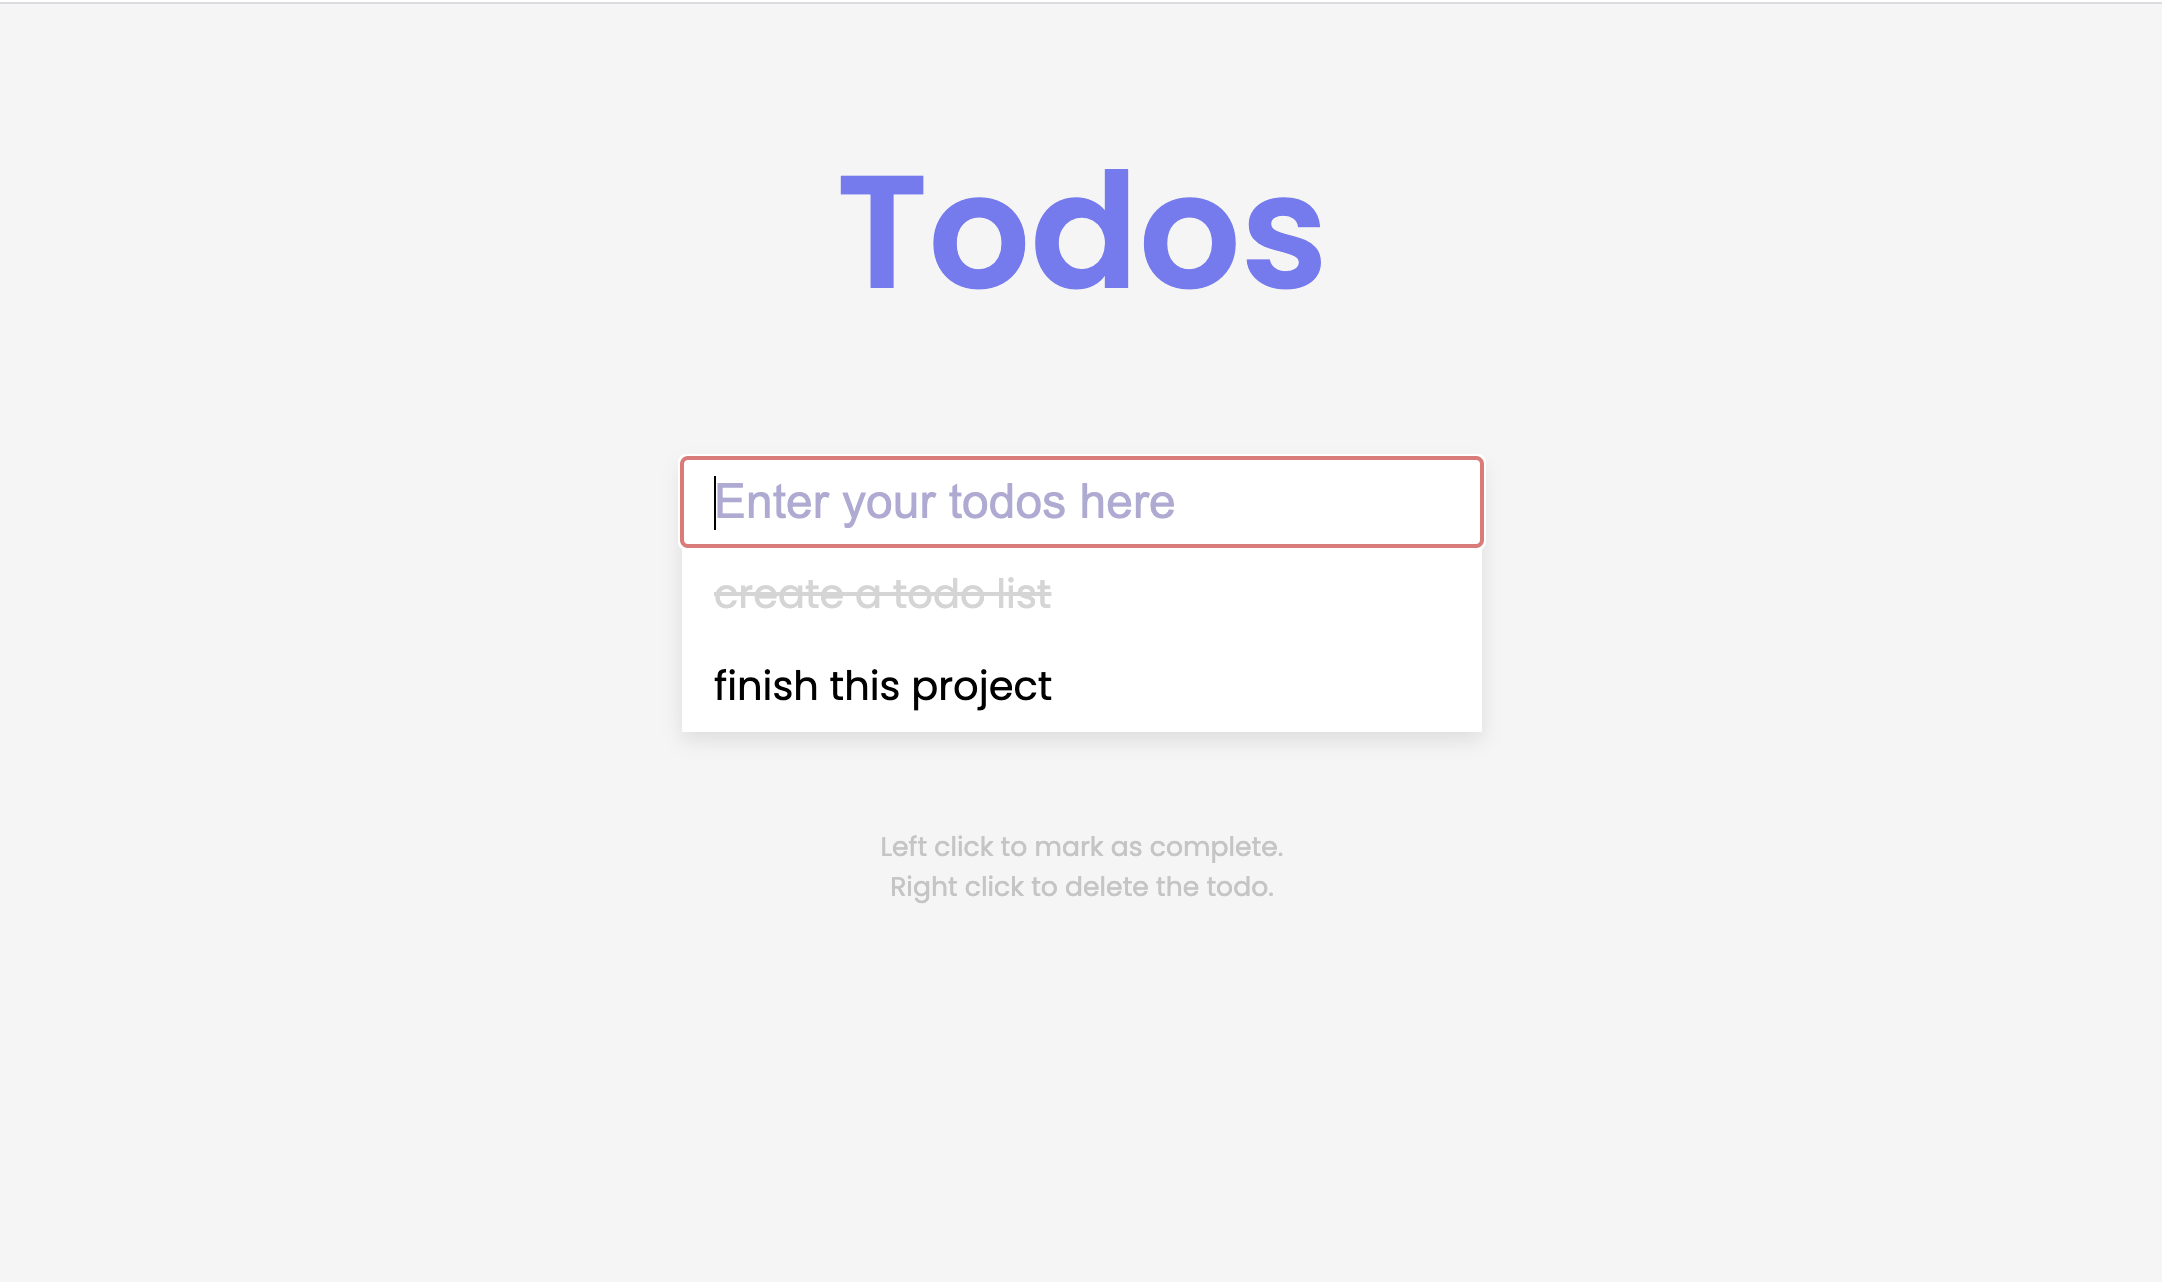 Todos
Enter your todos here
create a todo list
finish this project
Left click to mark as complete.
Right click to delete the todo.